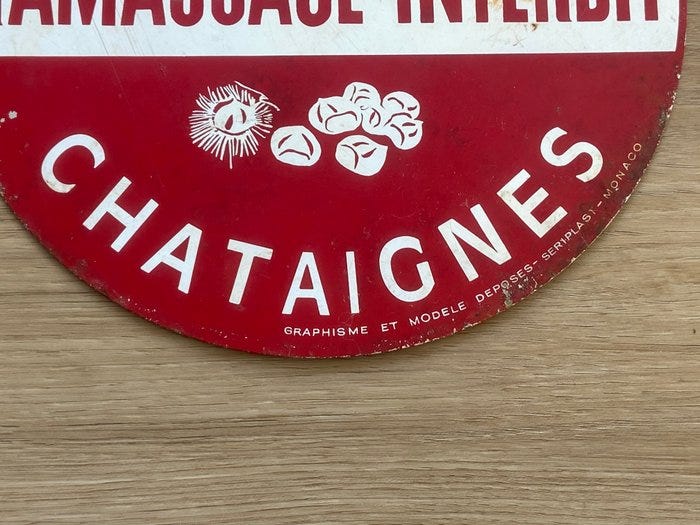 RAMASSAGE INTERDIT
CHATAIGNES
GRAPHISME ET MODELE DEPOSES - SERIPLAST - MONACO